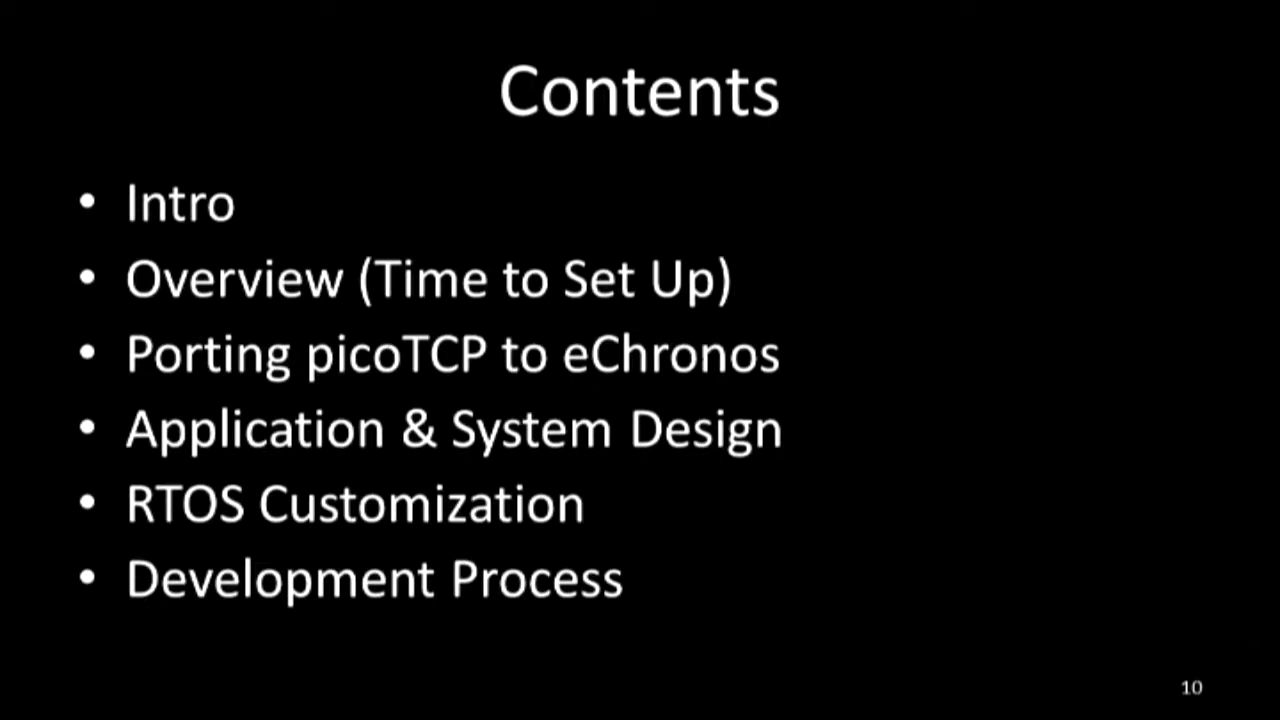 Contents
• Intro
• Overview (Time to Set Up)
• Porting picoTCP to eChronos
• Application & System Design
• RTOS Customization
• Development Process
10